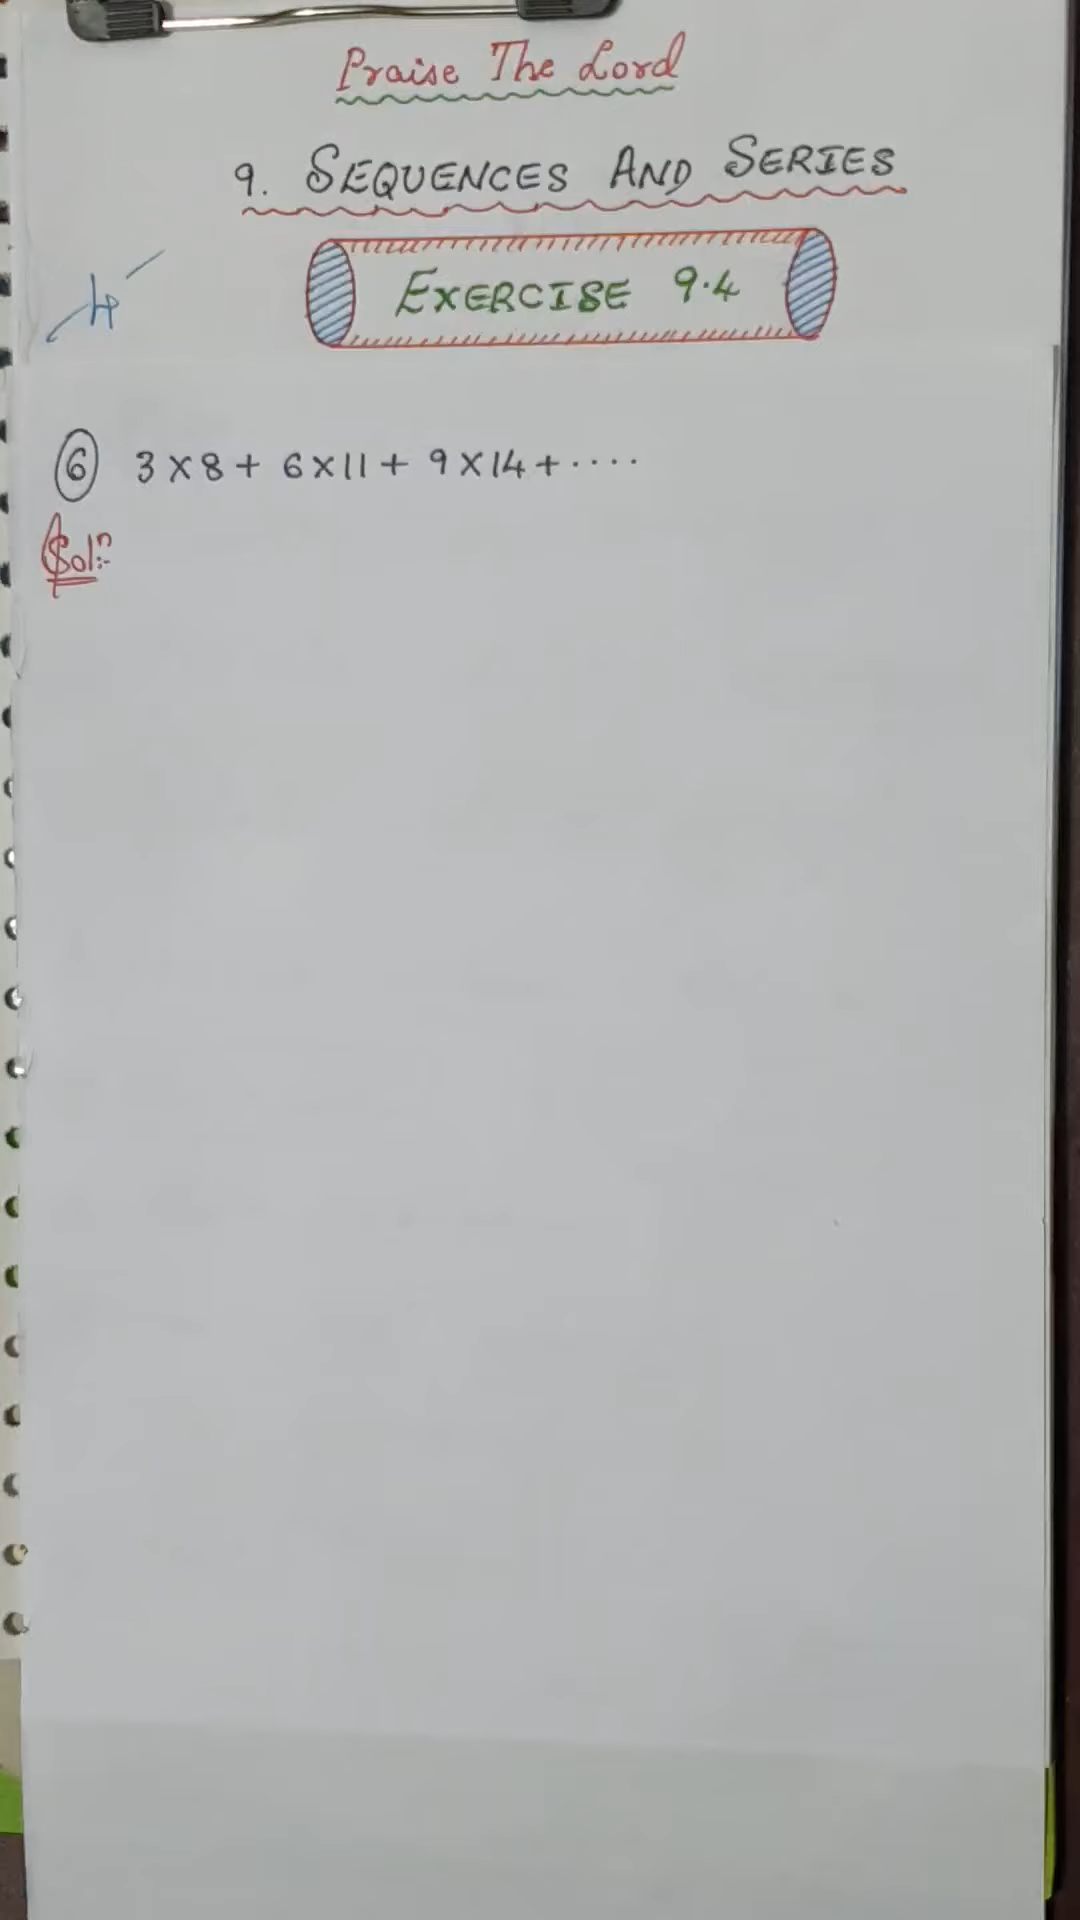 Praise The Lord
9. SEQUENCES AND SERIES
EXERCISE 9.4
⑥ 3×8+ 6×11+ 9×14+....
Solⁿ:-